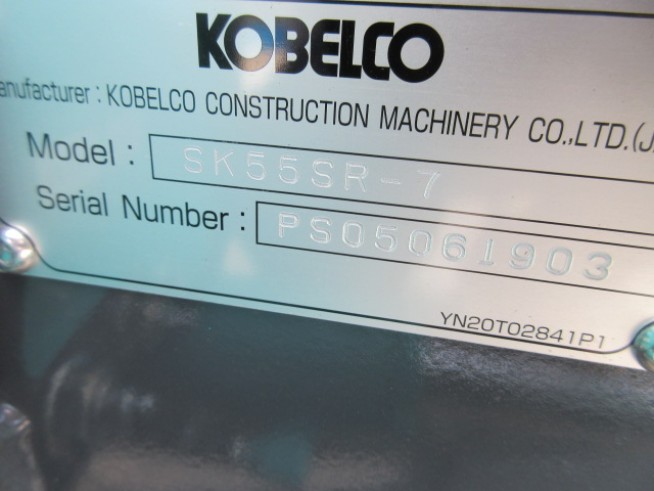 KOBELCO
anufacturer : KOBELCO CONSTRUCTION MACHINERY CO.,LTD.(J
Model : SK55SR-7
Serial Number : PS05061903
YN20T02841P1